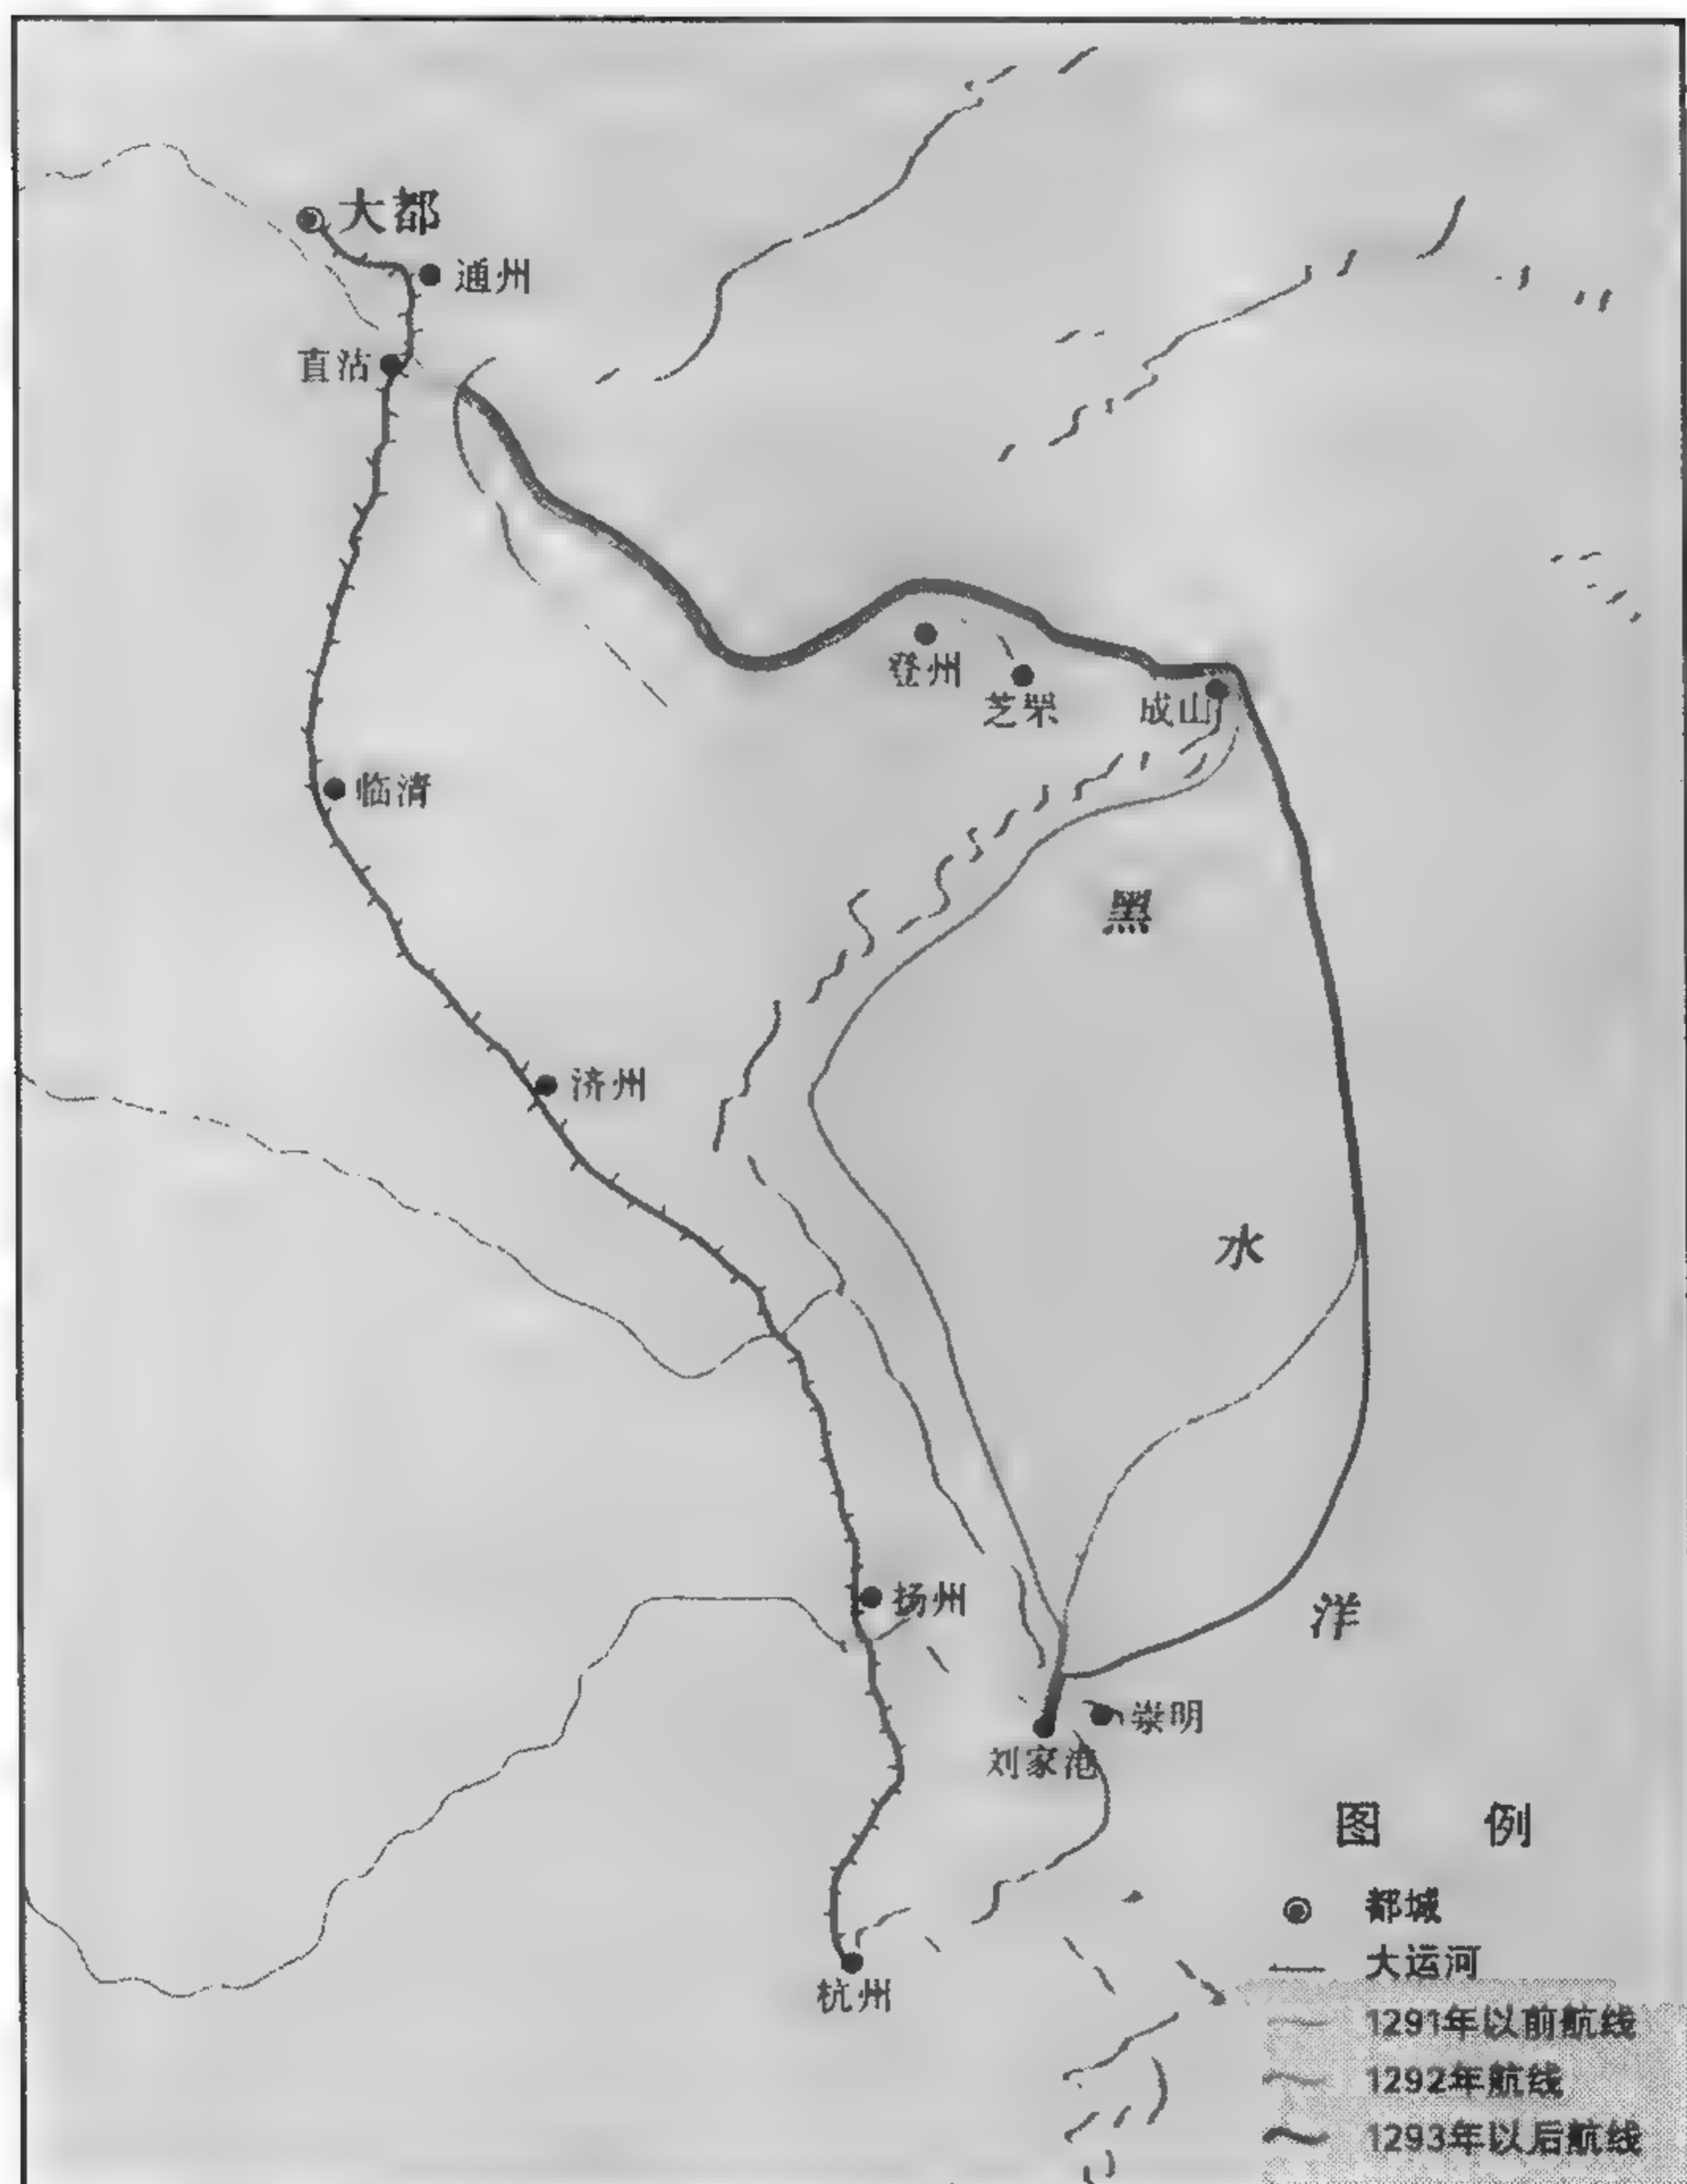 大都
通州
直沽
登州
芝罘
成山
临清
黑
济州
水
扬州
洋
崇明
刘家港
杭州
图 例
都城
大运河
1291年以前航线
1292年航线
1293年以后航线